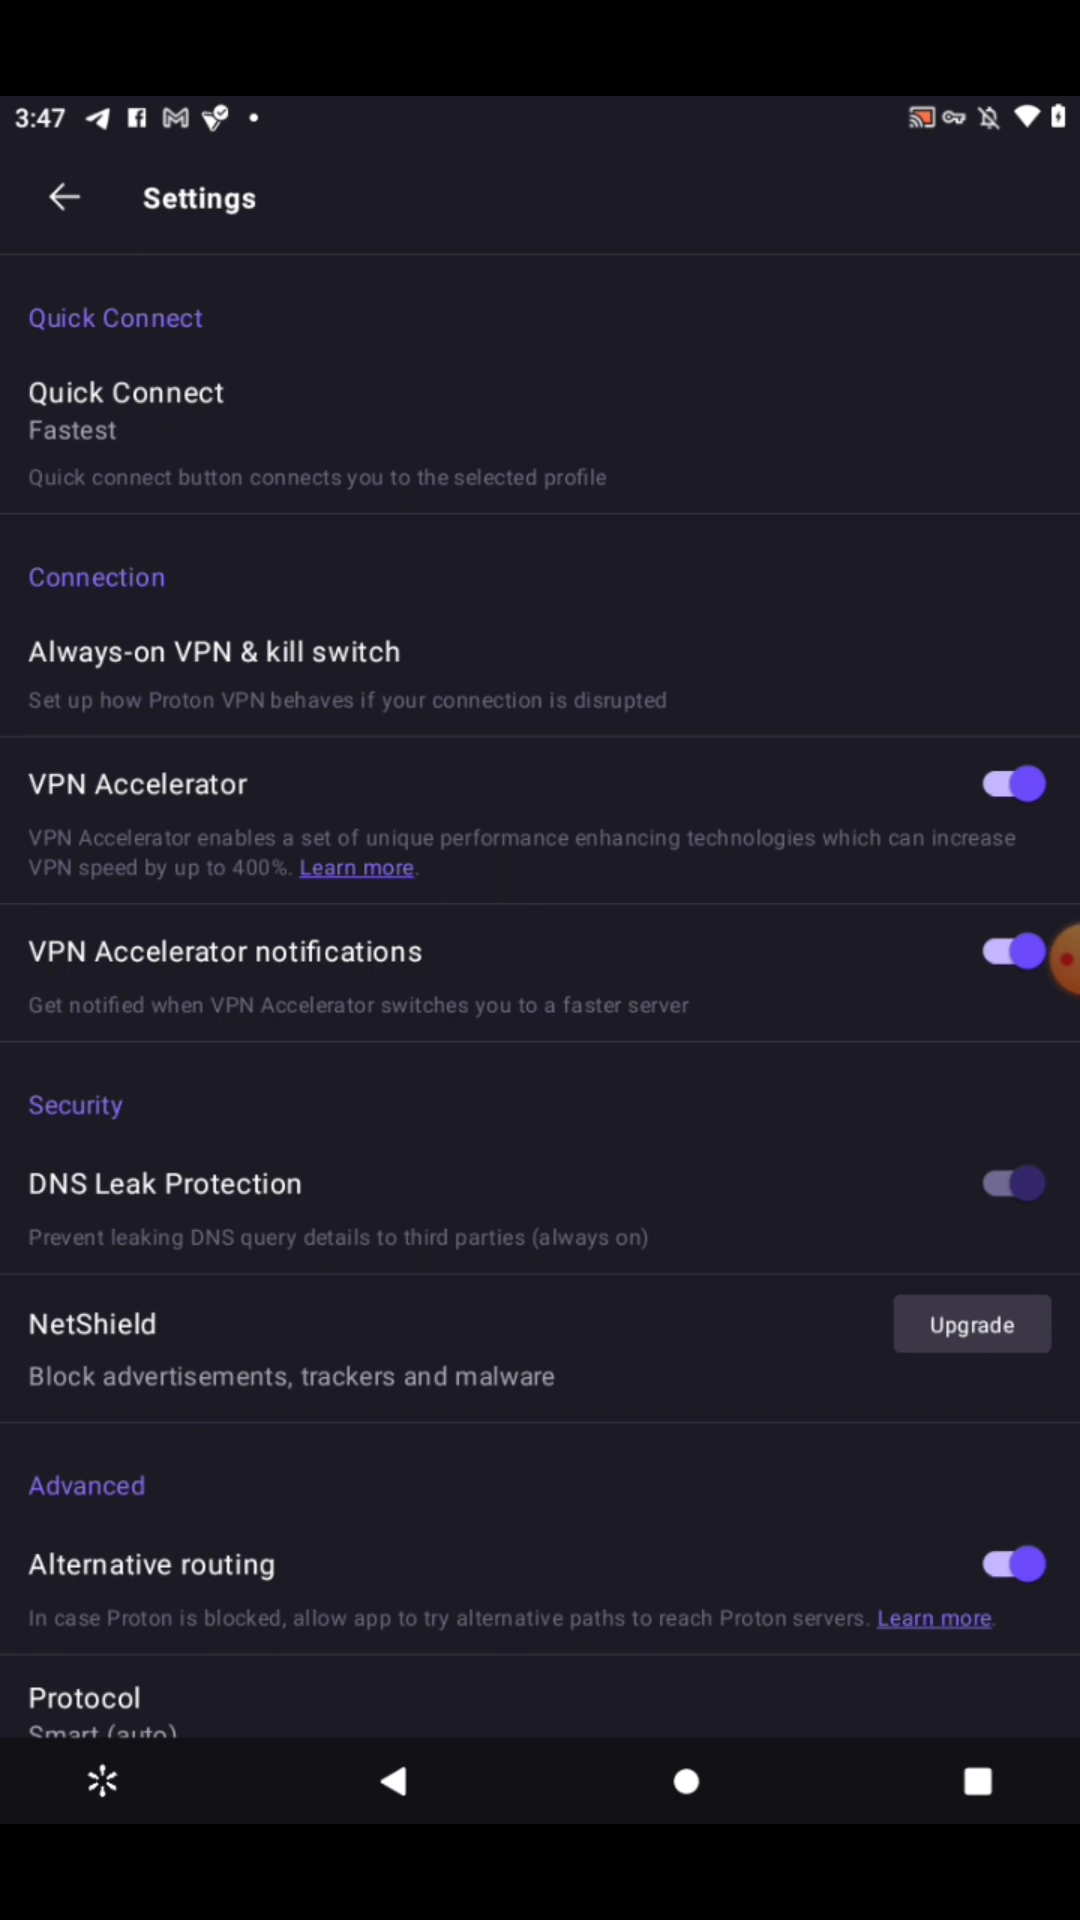 3:47
Settings
Quick Connect
Quick Connect
Fastest
Quick connect button connects you to the selected profile
Connection
Always-on VPN & kill switch
Set up how Proton VPN behaves if your connection is disrupted
VPN Accelerator
VPN Accelerator enables a set of unique performance enhancing technologies which can increase
VPN speed by up to 400%. Learn more.
VPN Accelerator notifications
Get notified when VPN Accelerator switches you to a faster server
Security
DNS Leak Protection
Prevent leaking DNS query details to third parties (always on)
NetShield
Upgrade
Block advertisements, trackers and malware
Advanced
Alternative routing
In case Proton is blocked, allow app to try alternative paths to reach Proton servers. Learn more.
Protocol
Smart (auto)